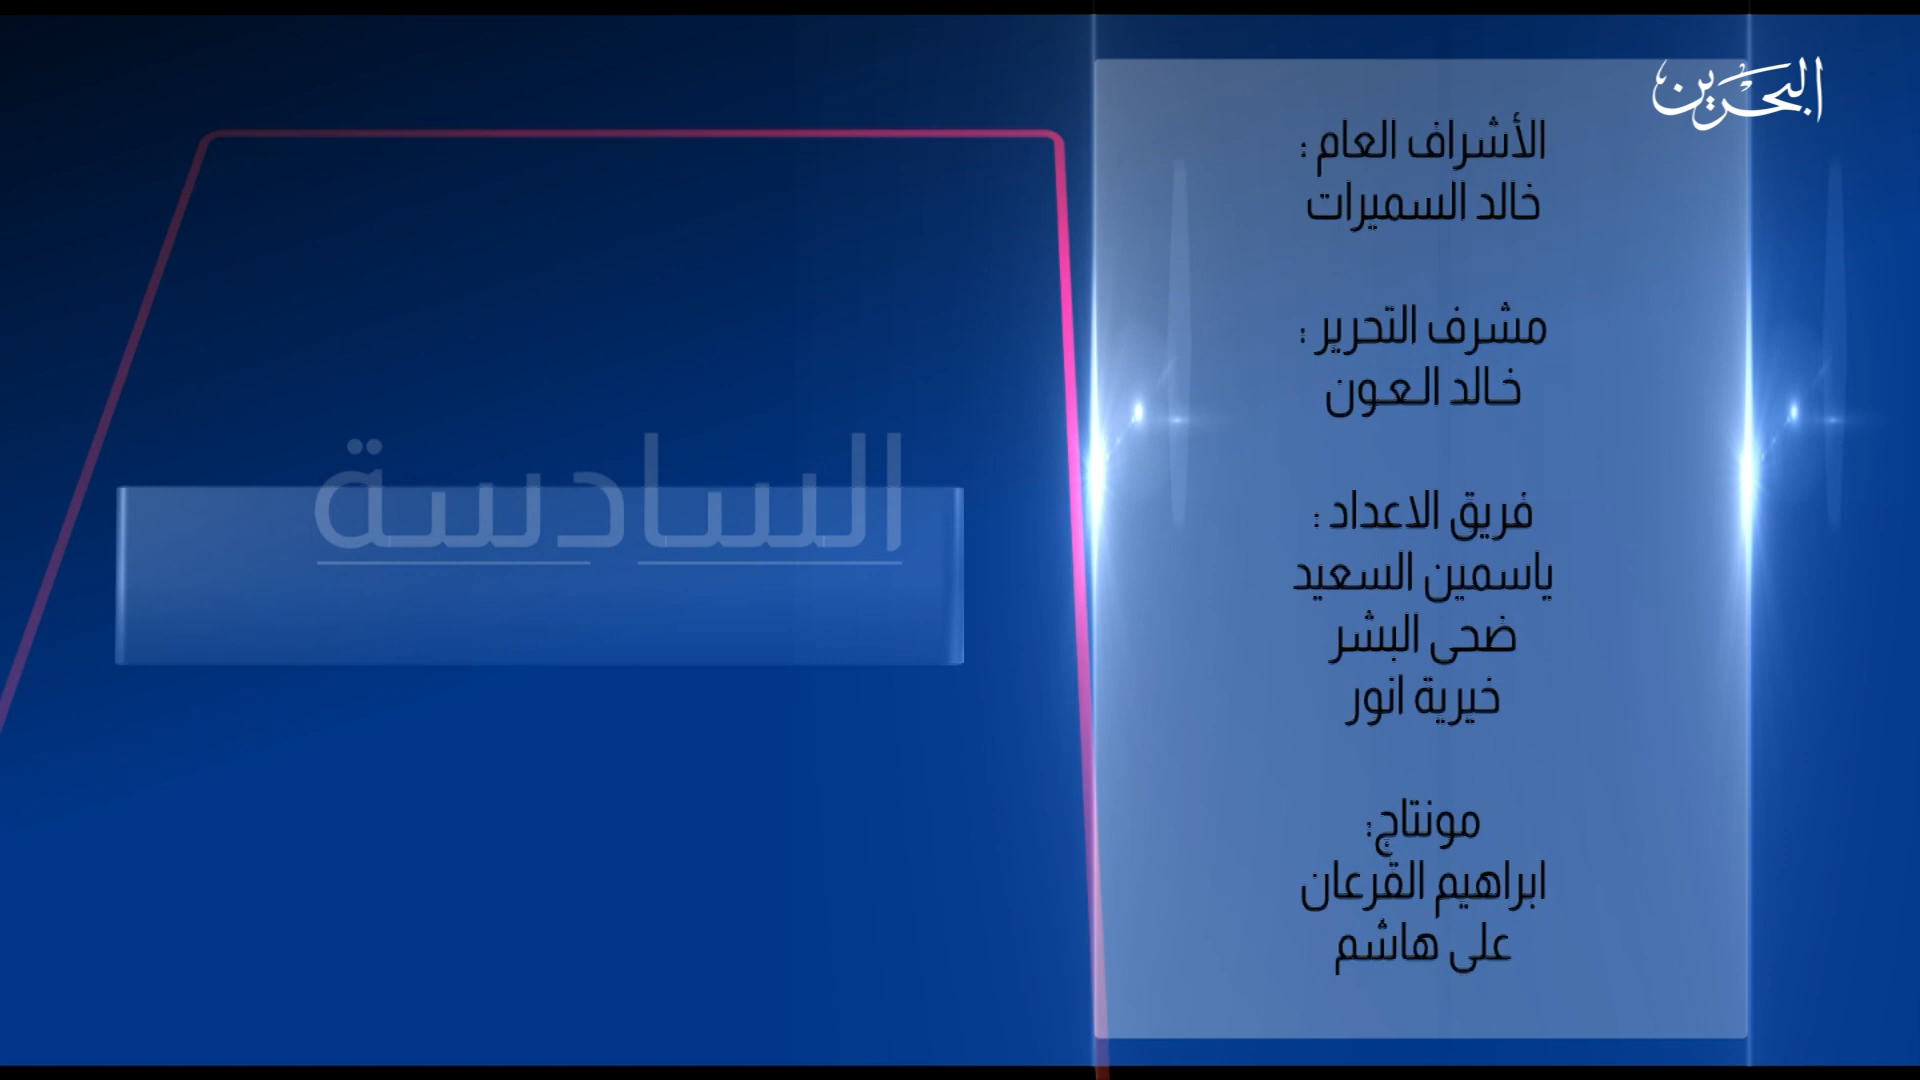 البحرين
الأشراف العام :
خالد السميرات
مشرف التحرير :
خالد العون
فريق الاعداد :
ياسمين السعيد
ضحى البشر
خيرية انور
مونتاج:
ابراهيم القرعان
على هاشم
السادسة